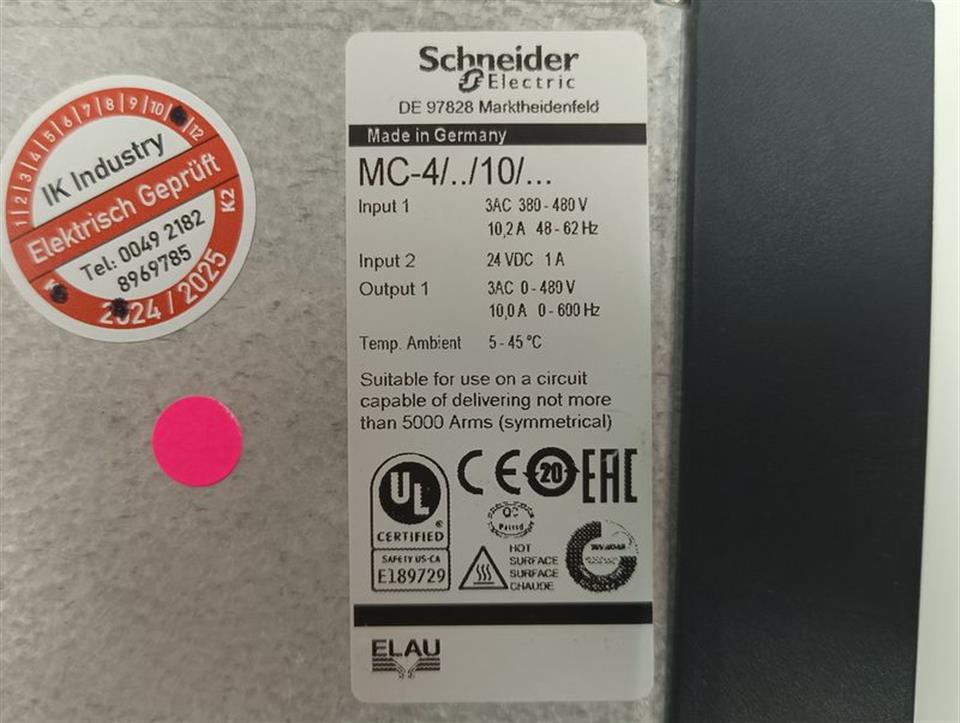 Schneider
Electric
DE 97828 Marktheidenfeld
Made in Germany
MC-4/../10/...
Input 1 3AC 380 - 480 V
10,2 A 48 - 62 Hz
Input 2 24 VDC 1 A
Output 1 3AC 0 - 480 V
10,0 A 0 - 600 Hz
Temp. Ambient 5 - 45 °C
Suitable for use on a circuit
capable of delivering not more
than 5000 Arms (symmetrical)
UL
®
CERTIFIED
SAFETY US-CA
E189729
CE
20
EAC
QC
Passed
HOT
SURFACE
SURFACE
CHAUDE
ELAU
1|2|3|4|5|6|7|8|9|10| 12
IK Industry
Elektrisch Geprüft
K2
Tel: 0049 2182
8969785
2024 / 2025